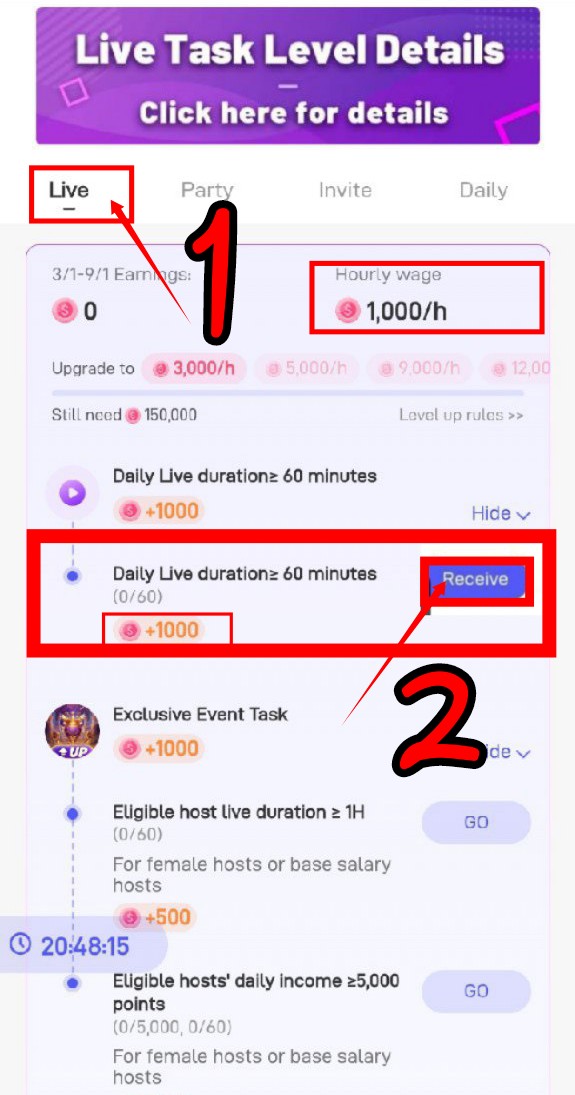 Live Task Level Details
Click here for details
Live Party Invite Daily
1
3/1-9/1 Earnings: Hourly wage
0 1,000/h
Upgrade to 3,000/h 5,000/h 9,000/h 12,00
Still need 150,000 Level up rules >>
Daily Live duration≥ 60 minutes
+1000
Hide
Daily Live duration≥ 60 minutes
(0/60)
Receive
+1000
2
Exclusive Event Task
+1000
UP
ide
Eligible host live duration ≥ 1H
(0/60)
GO
For female hosts or base salary
hosts
+500
20:48:15
Eligible hosts' daily income ≥5,000
points
(0/5,000, 0/60)
GO
For female hosts or base salary
hosts